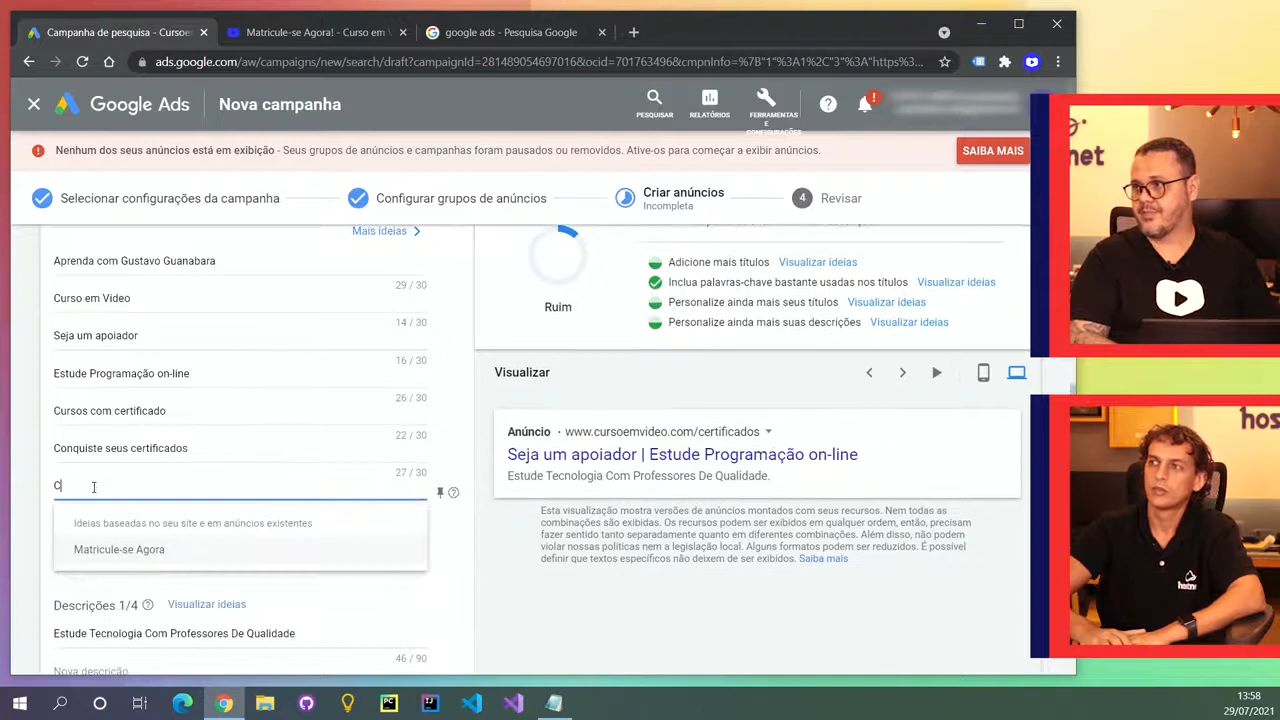 Campanha de pesquisa - Cursoe
Matricule-se Agora! - Curso em V
google ads - Pesquisa Google
ads.google.com/aw/campaigns/new/search/draft?campaignId=281489054697016&ocid=701763496&cmpnInfo=%7B"1"%3A1%2C"3"%3A"https%3...
Google Ads
Nova campanha
PESQUISAR
RELATÓRIOS
FERRAMENTAS
E
CONFIGURAÇÕES
Nenhum dos seus anúncios está em exibição - Seus grupos de anúncios e campanhas foram pausados ou removidos. Ative-os para começar a exibir anúncios.
SAIBA MAIS
Selecionar configurações da campanha
Configurar grupos de anúncios
Criar anúncios
Incompleta
4
Revisar
Mais ideias
Aprenda com Gustavo Guanabara
29 / 30
Curso em Video
14 / 30
Seja um apoiador
16 / 30
Estude Programação on-line
26 / 30
Cursos com certificado
22 / 30
Conquiste seus certificados
27 / 30
C
Ideias baseadas no seu site e em anúncios existentes
Matricule-se Agora
Descrições 1/4
Visualizar ideias
Estude Tecnologia Com Professores De Qualidade
46 / 90
Nova descrição
Ruim
Adicione mais títulos Visualizar ideias
Inclua palavras-chave bastante usadas nos títulos Visualizar ideias
Personalize ainda mais seus títulos Visualizar ideias
Personalize ainda mais suas descrições Visualizar ideias
Visualizar
Anúncio · www.cursoemvideo.com/certificados
Seja um apoiador | Estude Programação on-line
Estude Tecnologia Com Professores De Qualidade.
Esta visualização mostra versões de anúncios montados com seus recursos. Nem todas as
combinações são exibidas. Os recursos podem ser exibidos em qualquer ordem, então, precisam
fazer sentido tanto separadamente quanto em diferentes combinações. Além disso, não podem
violar nossas políticas nem a legislação local. Alguns formatos podem ser reduzidos. É possível
definir que textos específicos não deixem de ser exibidos. Saiba mais
net
hos
13:58
29/07/2021